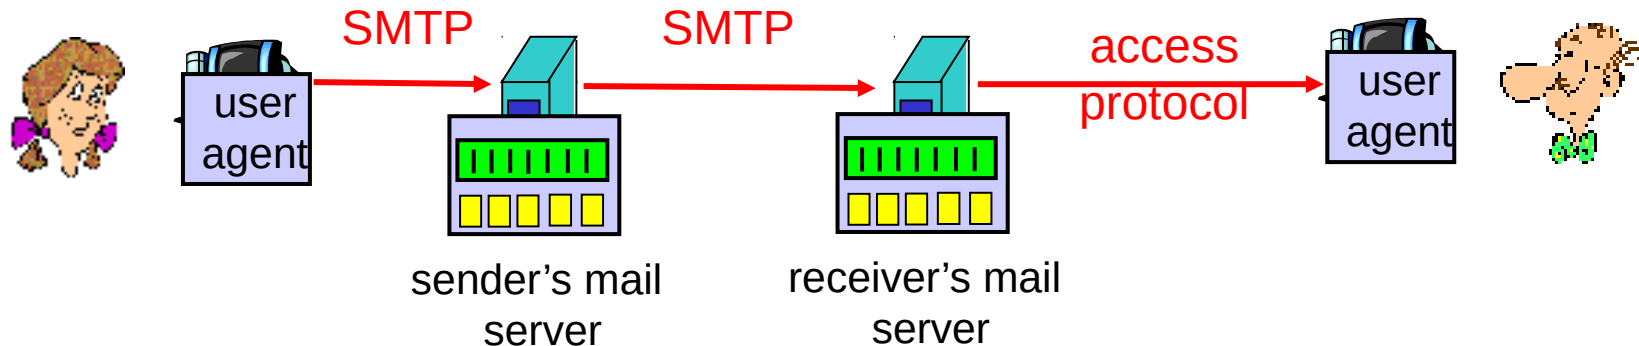 SMTP
SMTP
access
protocol
user
agent
user
agent
sender’s mail
server
receiver’s mail
server